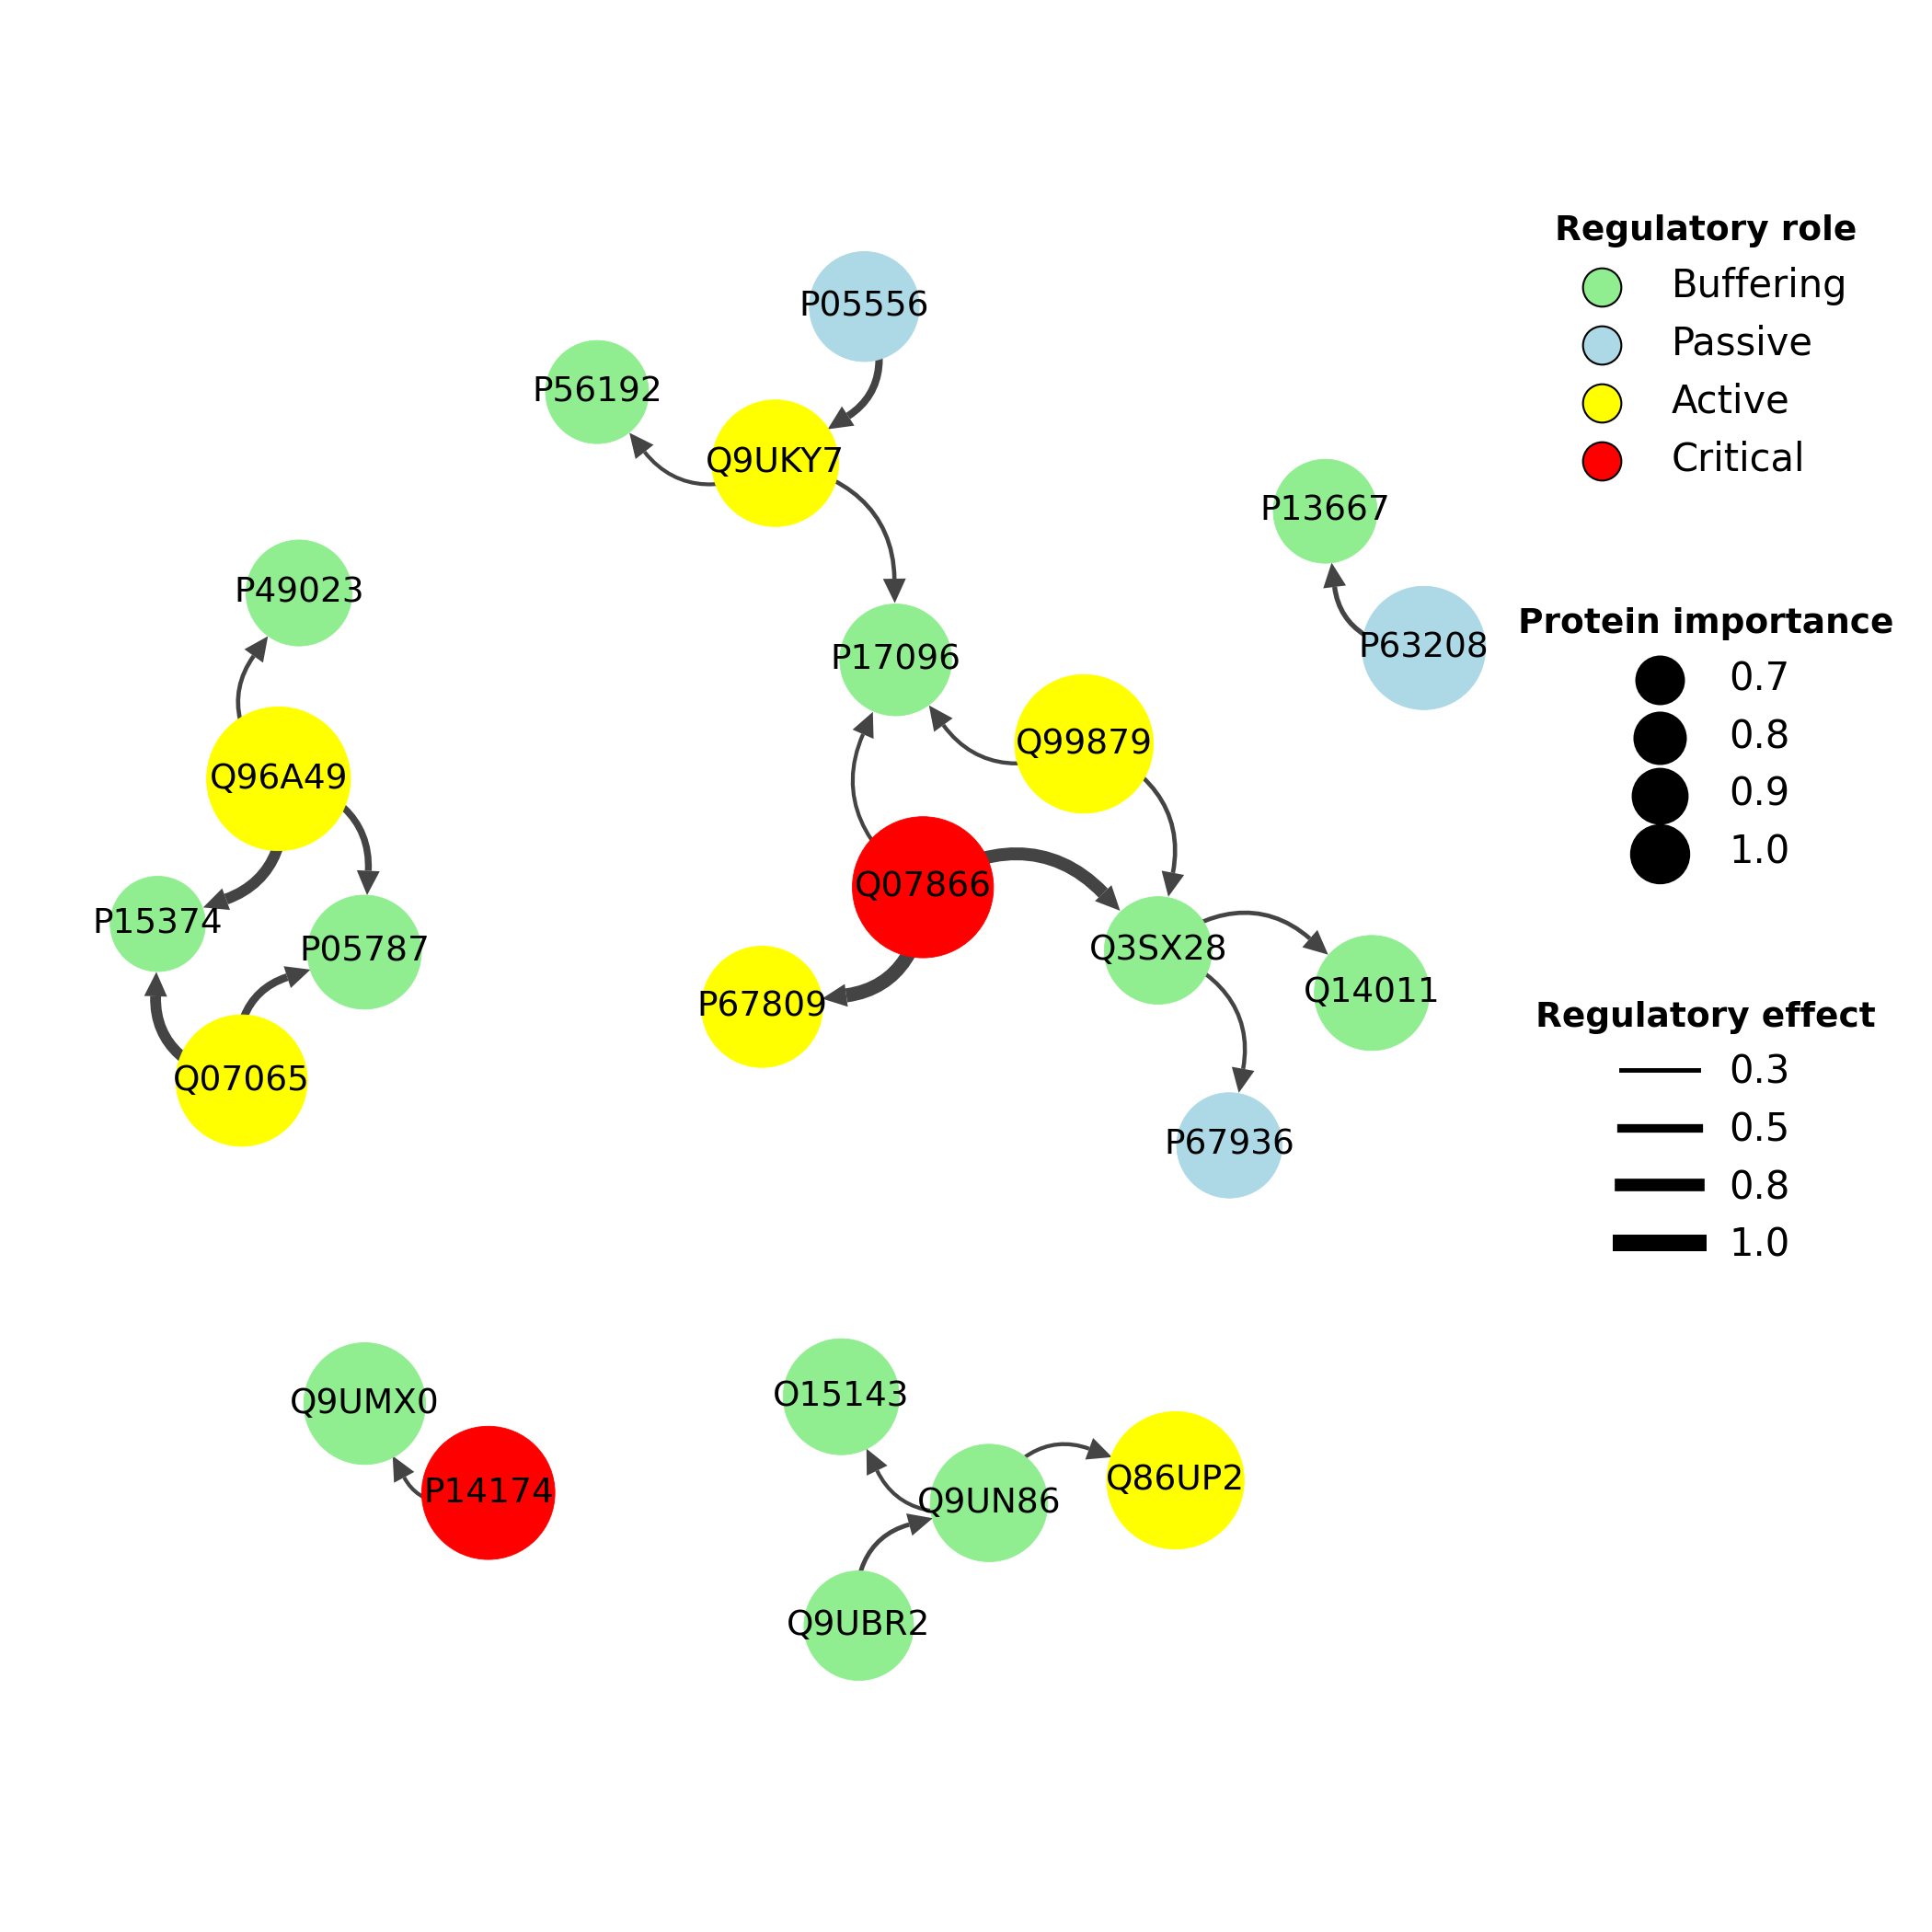 Regulatory role
Buffering
Passive
Active
Critical
Protein importance
0.7
0.8
0.9
1.0
Regulatory effect
0.3
0.5
0.8
1.0
P05556
P56192
Q9UKY7
P13667
P49023
P63208
P17096
Q99879
Q96A49
Q07866
P15374
P05787
Q3SX28
Q14011
P67809
Q07065
P67936
O15143
Q9UMX0
Q86UP2
P14174
Q9UN86
Q9UBR2